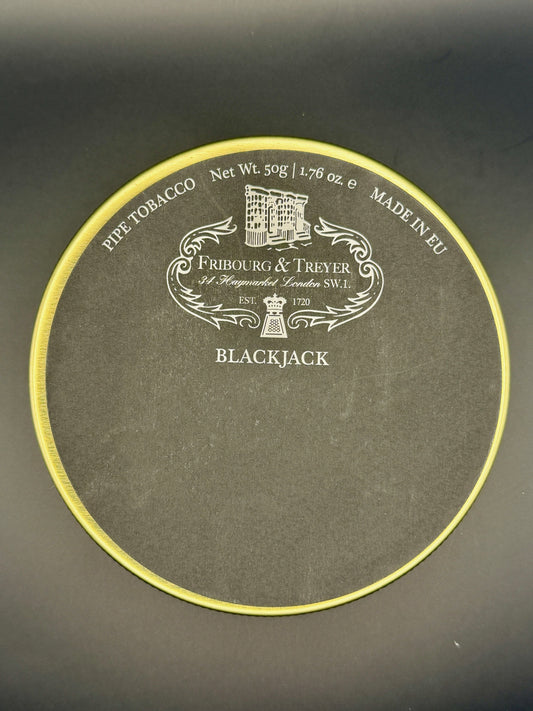 PIPE TOBACCO Net Wt. 50g | 1.76 oz. ℮ MADE IN EU
FRIBOURG & TREYER
34 Haymarket London SW.1.
EST. 1720
BLACKJACK